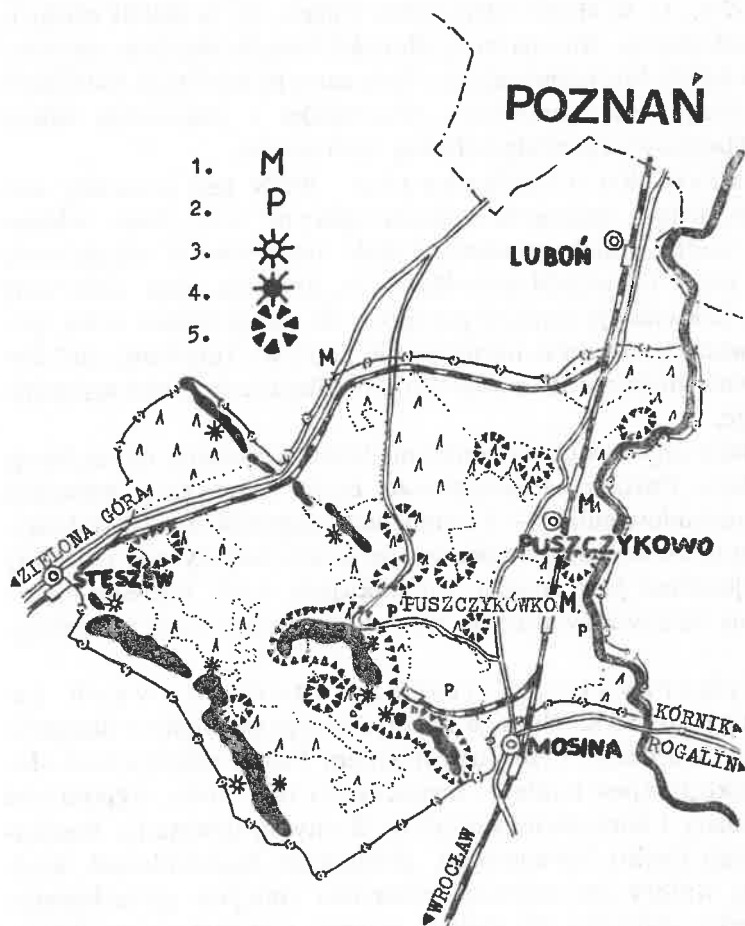 POZNAŃ
1. M
2. P
3.
4.
5.
LUBOŃ
M
ZIELONA GÓRA
STĘSZEW
M
PUSZCZYKOWO
PUSZCZYKÓWKO M
P
P
P
KÓRNIK
ROGALIN
MOSINA
WROCŁAW